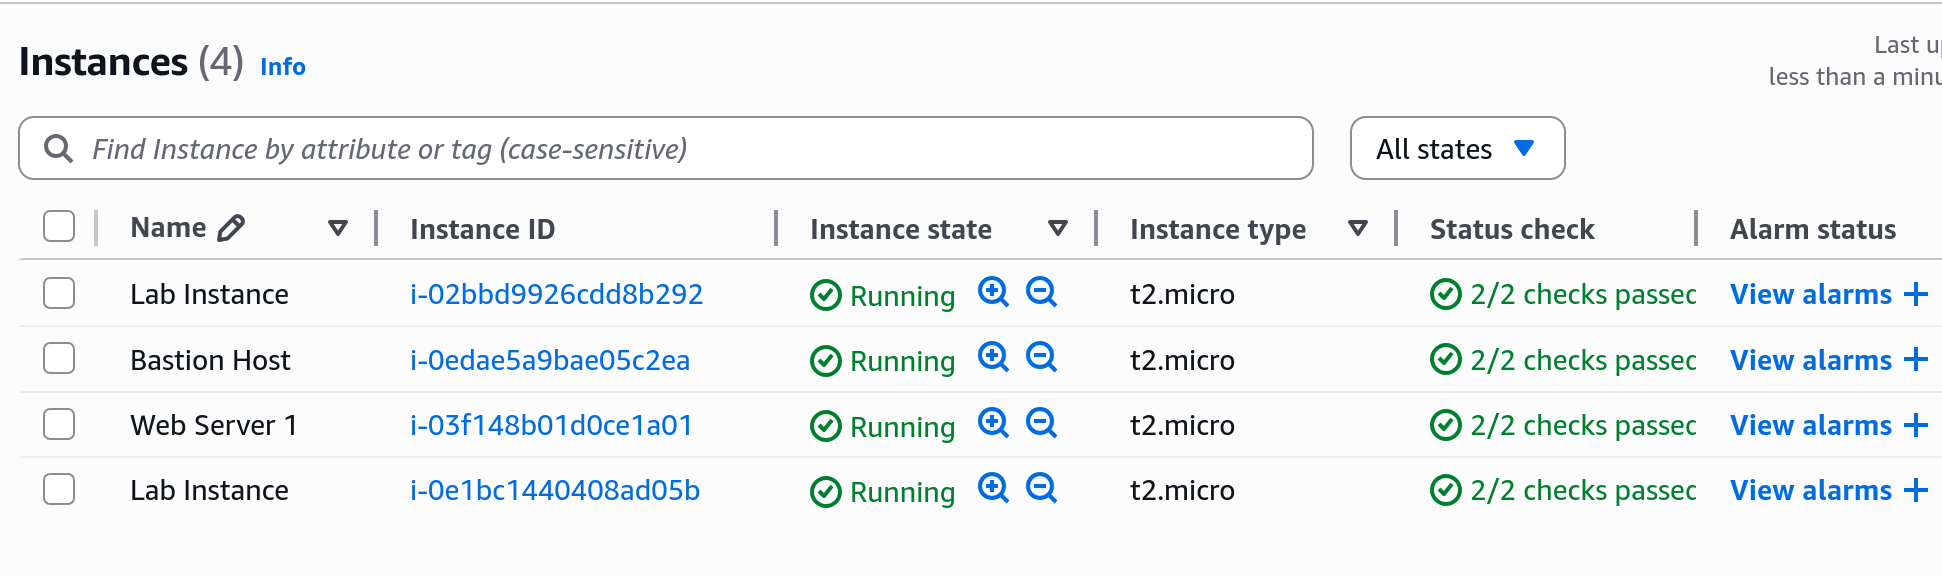 Instances (4) Info
Last up
less than a minu
Find Instance by attribute or tag (case-sensitive)
All states
Name Instance ID Instance state Instance type Status check Alarm status
Lab Instance i-02bbd9926cdd8b292 Running t2.micro 2/2 checks passec View alarms +
Bastion Host i-0edae5a9bae05c2ea Running t2.micro 2/2 checks passec View alarms +
Web Server 1 i-03f148b01d0ce1a01 Running t2.micro 2/2 checks passec View alarms +
Lab Instance i-0e1bc1440408ad05b Running t2.micro 2/2 checks passec View alarms +